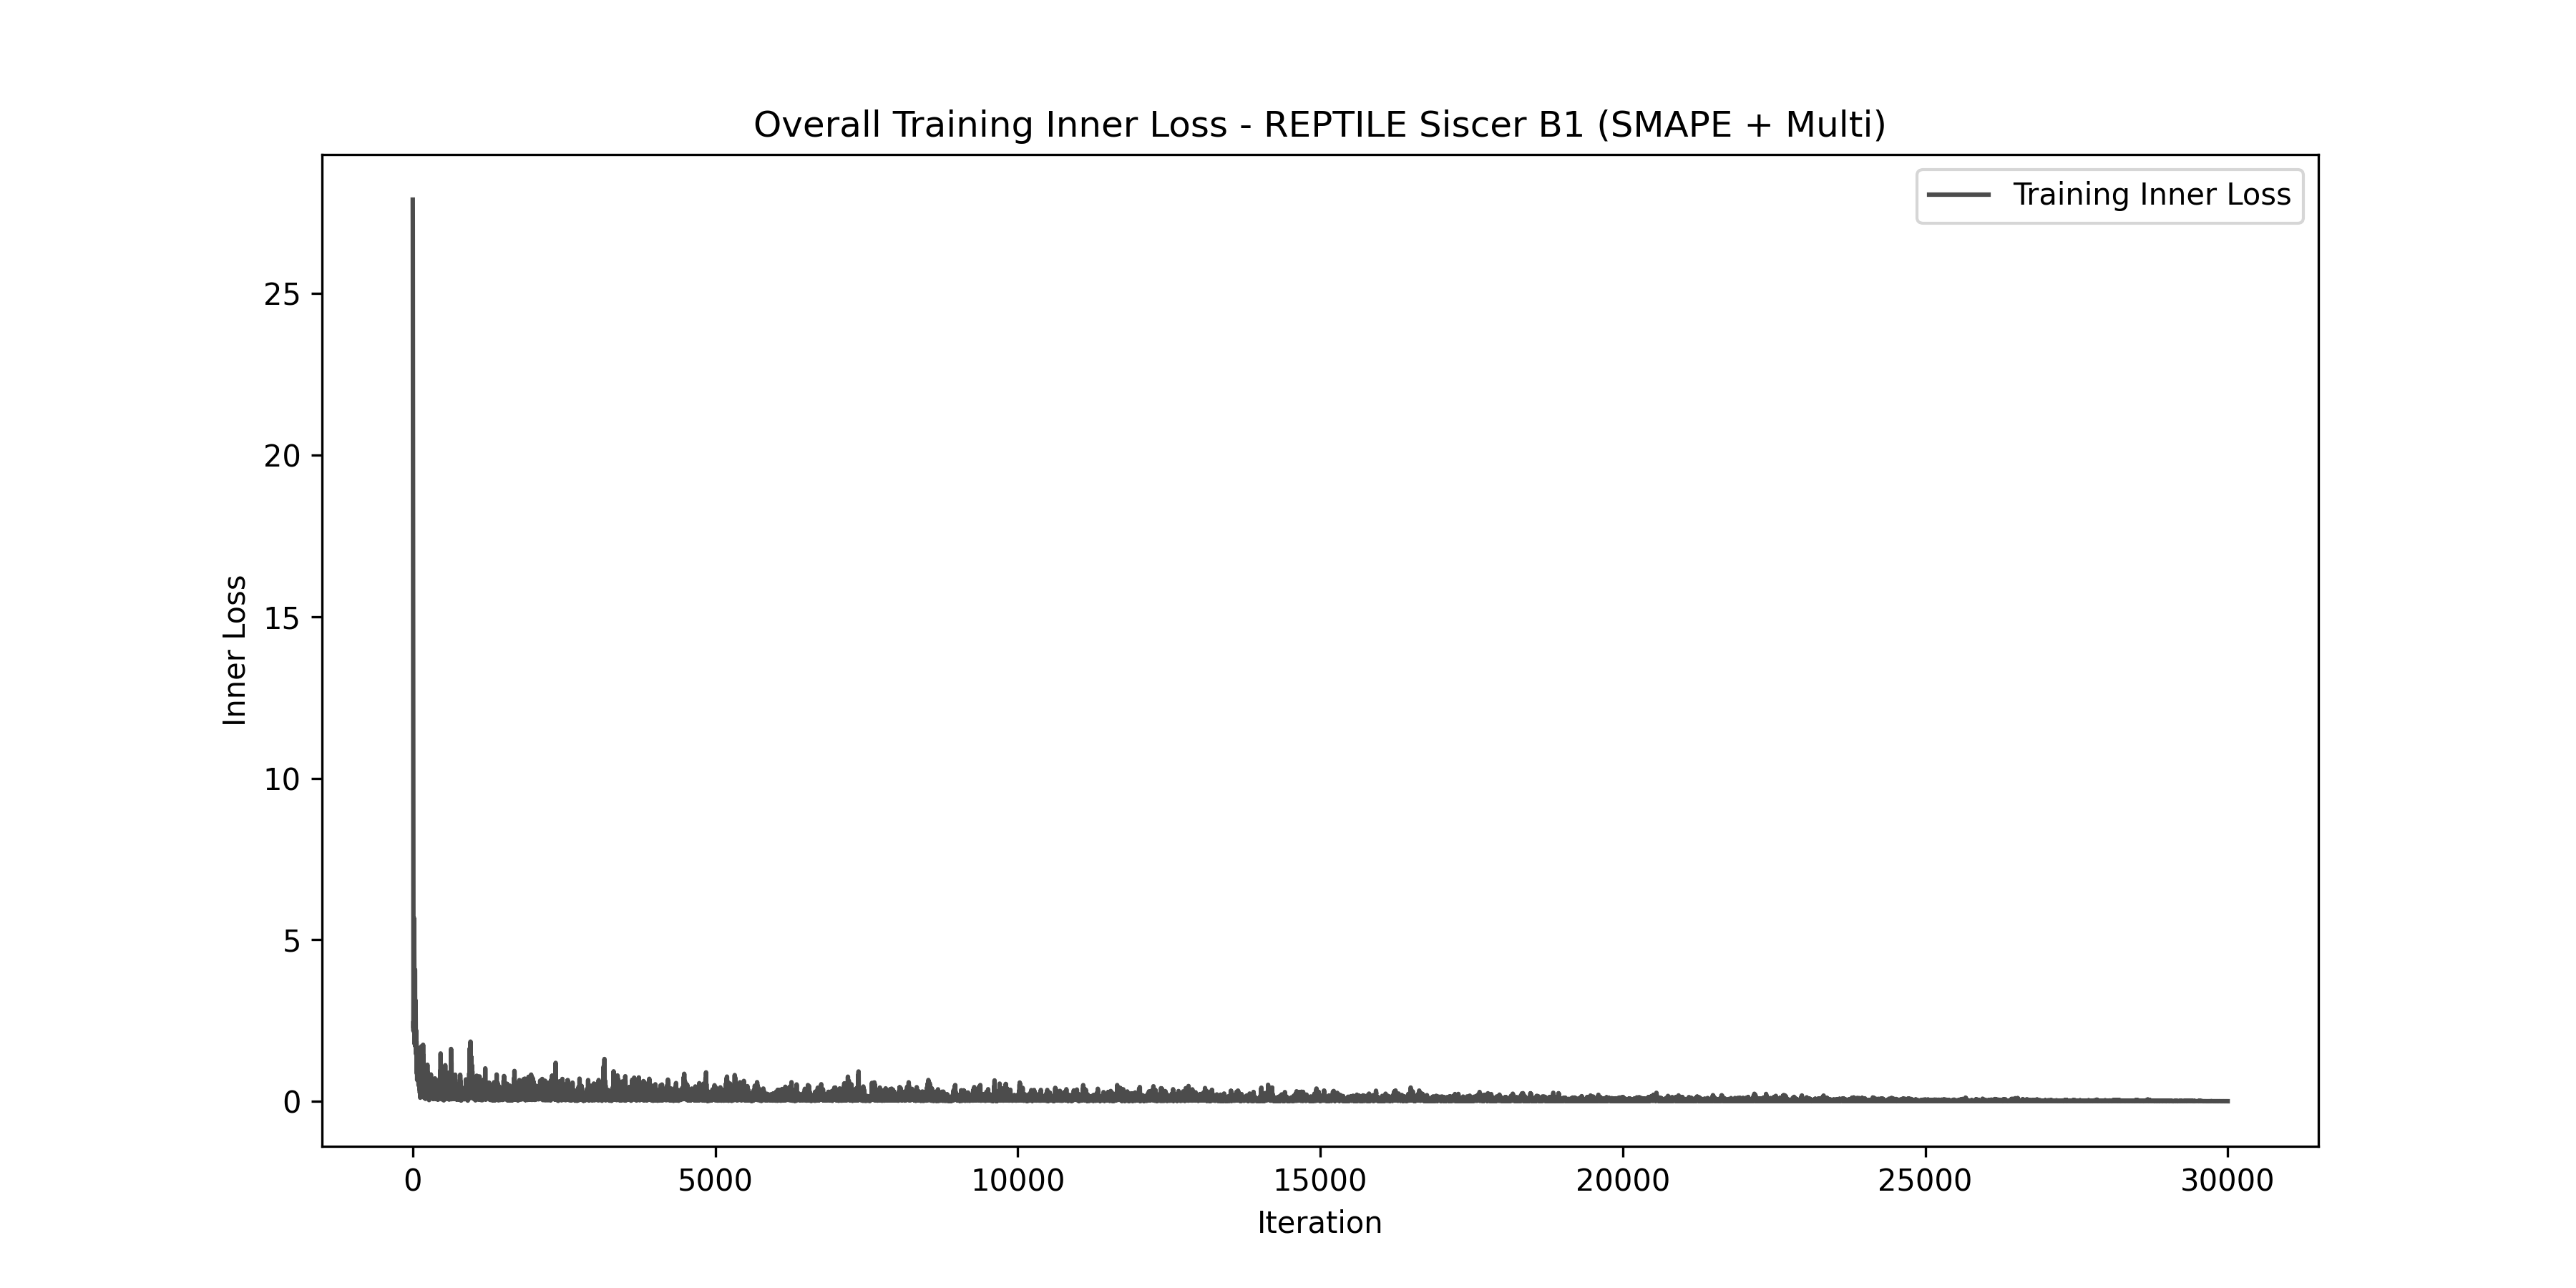 Overall Training Inner Loss - REPTILE Siscer B1 (SMAPE + Multi)
Training Inner Loss
25
20
15
10
5
0
Inner Loss
0 5000 10000 15000 20000 25000 30000
Iteration